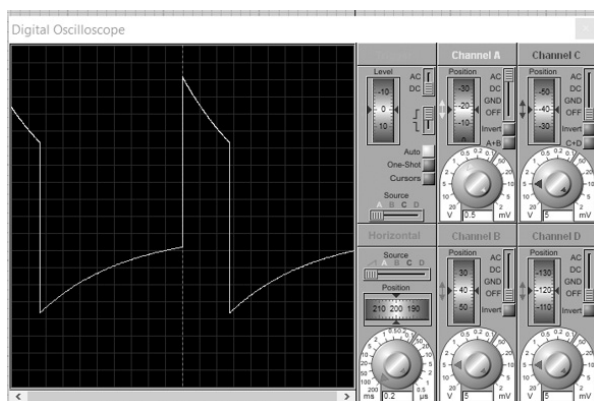 Digital Oscilloscope
Level
AC
DC
-10
0
10
Auto
One-Shot
Cursors
Source
A B C D
Horizontal
Source
A B C D
Position
210 200 190
ms 0.2 µs
Channel A
Position
AC
DC
GND
OFF
-30
-20
-10
Invert
A+B
V 0.5 mV
Channel B
Position
AC
DC
GND
OFF
30
40
50
Invert
V 5 mV
Channel C
Position
AC
DC
GND
OFF
-50
-40
-30
Invert
C+D
V 5 mV
Channel D
Position
AC
DC
GND
OFF
-130
-120
-110
Invert
V 5 mV